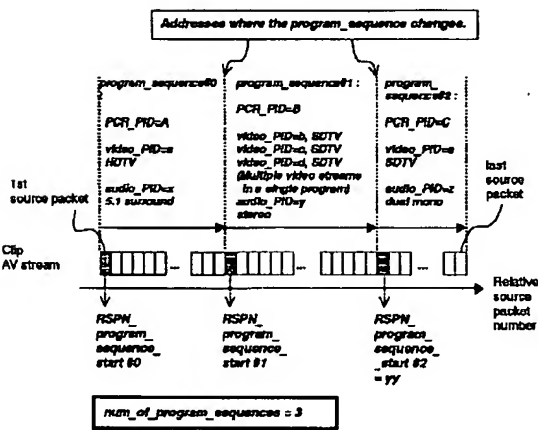 Addresses where the program_sequence changes.
program_sequence#0
PCR_PID=A
video_PID=a
HDTV
audio_PID=x
5.1 surround
program_sequence#1 :
PCR_PID=B
video_PID=b, SDTV
video_PID=c, SDTV
video_PID=d, SDTV
(Multiple video streams
in a single program)
audio_PID=y
stereo
program_
sequence#2 :
PCR_PID=C
video_PID=e
SDTV
audio_PID=z
dual mono
1st
source packet
last
source
packet
Clip
AV stream
... ... ...
Relative
source
packet
number
RSPN_
program_
sequence_
start #0
RSPN_
program_
sequence_
start #1
RSPN_
program_
sequence_
_start #2
= yy
num_of_program_sequences = 3